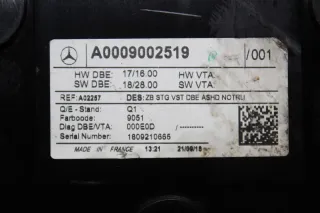 A0009002519 /001
HW DBE: 17/16.00 HW VTA:
SW DBE: 18/28.00 SW VTA:
REF: A02257 DES: ZB STG VST DBE ASHQ NOTRU
Q/E - Stand: Q1
Farbcode: 9051
Diag DBE/VTA: 000E0D /----------
Serial Number: 1809210665
MADE IN FRANCE 13:21 21/09/18